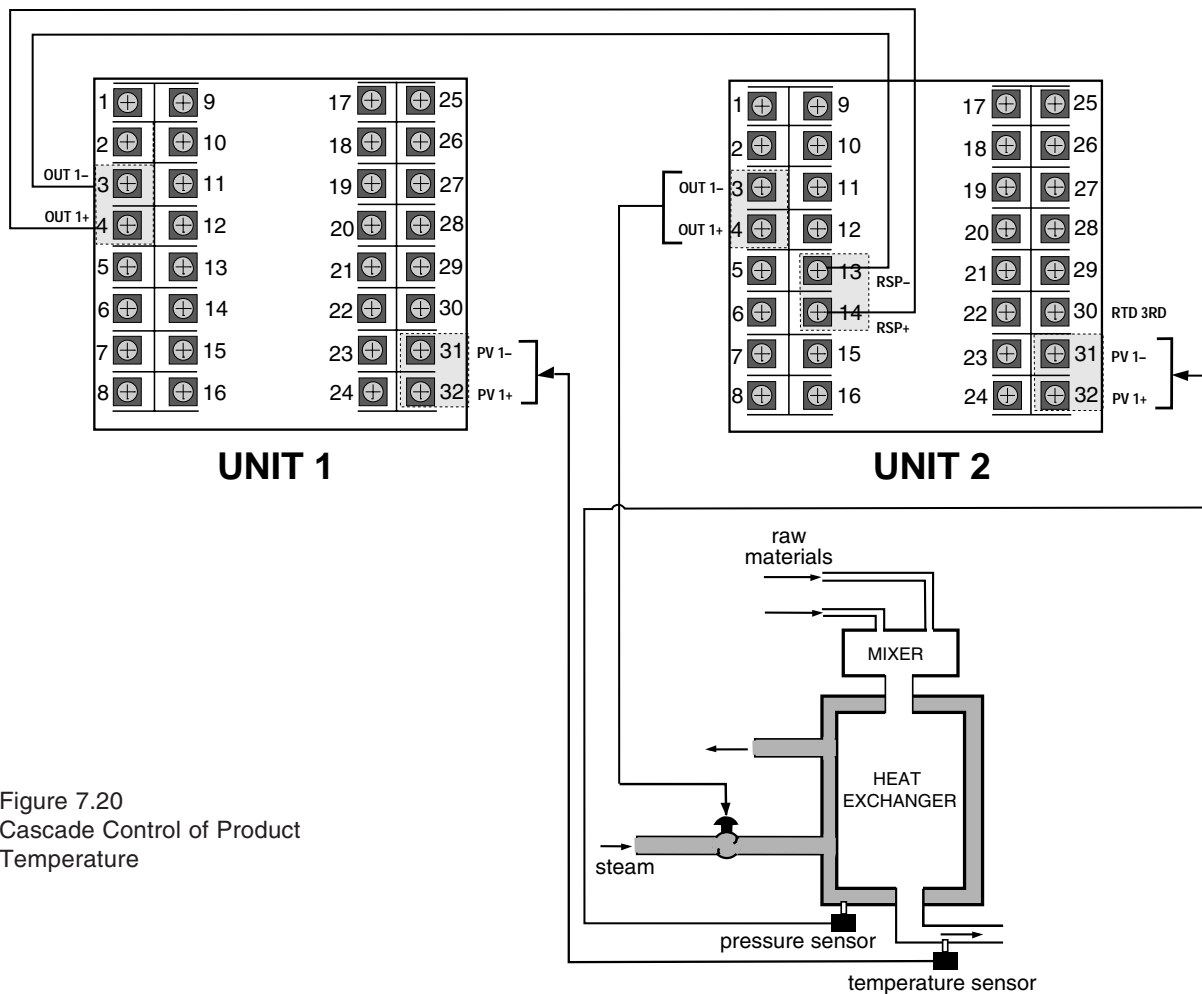 1 9 17 25
2 10 18 26
OUT 1– 3 11 19 27
OUT 1+ 4 12 20 28
5 13 21 29
6 14 22 30
7 15 23 31 PV 1–
8 16 24 32 PV 1+
UNIT 1
1 9 17 25
2 10 18 26
OUT 1– 3 11 19 27
OUT 1+ 4 12 20 28
5 13 RSP– 21 29
6 14 RSP+ 22 30 RTD 3RD
7 15 23 31 PV 1–
8 16 24 32 PV 1+
UNIT 2
raw
materials
MIXER
HEAT
EXCHANGER
steam
pressure sensor
temperature sensor
Figure 7.20
Cascade Control of Product
Temperature